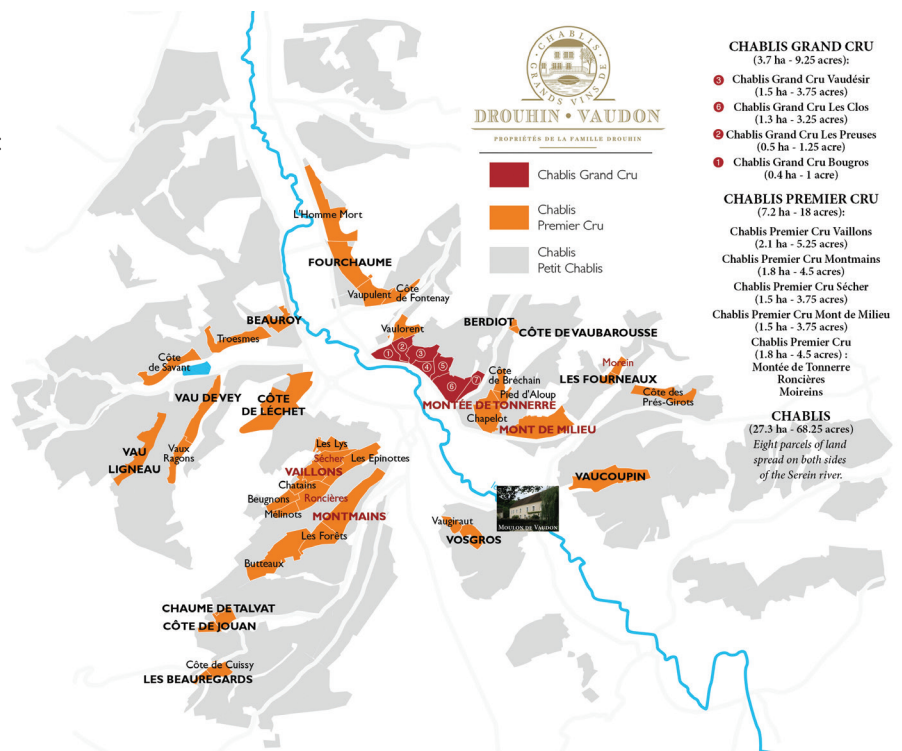 CHABLIS
GRANDS VINS DE
DROUHIN • VAUDON
PROPRIÉTÉS DE LA FAMILLE DROUHIN
Chablis Grand Cru
Chablis
Premier Cru
Chablis
Petit Chablis
CHABLIS GRAND CRU
(3.7 ha - 9.25 acres):
3 Chablis Grand Cru Vaudésir
(1.5 ha - 3.75 acres)
6 Chablis Grand Cru Les Clos
(1.3 ha - 3.25 acres)
2 Chablis Grand Cru Les Preuses
(0.5 ha - 1.25 acre)
1 Chablis Grand Cru Bougros
(0.4 ha - 1 acre)
CHABLIS PREMIER CRU
(7.2 ha - 18 acres):
Chablis Premier Cru Vaillons
(2.1 ha - 5.25 acres)
Chablis Premier Cru Montmains
(1.8 ha - 4.5 acres)
Chablis Premier Cru Sécher
(1.5 ha - 3.75 acres)
Chablis Premier Cru Mont de Milieu
(1.5 ha - 3.75 acres)
Chablis Premier Cru
(1.8 ha - 4.5 acres) :
Montée de Tonnerre
Roncières
Moireins
CHABLIS
(27.3 ha - 68.25 acres)
Eight parcels of land
spread on both sides
of the Serein river.
L'Homme Mort
FOURCHAUME
Vaupulent
Côte
de Fontenay
BEAUROY
Troesmes
Vaulorent
BERDIOT
CÔTE DE VAUBAROUSSE
1
2
3
4
5
6
7
Côte
de Savant
Côte
de Bréchain
Morein
LES FOURNEAUX
VAU DE VEY
CÔTE
DE LÉCHET
Pied d'Aloup
Côte des
Prés-Girots
MONTÉE DE TONNERRE
Chapelot
MONT DE MILIEU
VAU
LIGNEAU
Vaux
Ragons
Les Lys
Sécher
Les Epinottes
VAILLONS
Chatains
Beugnons
Roncières
Mélinots
MONTMAINS
VAUCOUPIN
MOULON DE VAUDON
Vaugiraut
VOSGROS
Les Forêts
Butteaux
CHAUME DE TALVAT
CÔTE DE JOUAN
Côte de Cuissy
LES BEAUREGARDS